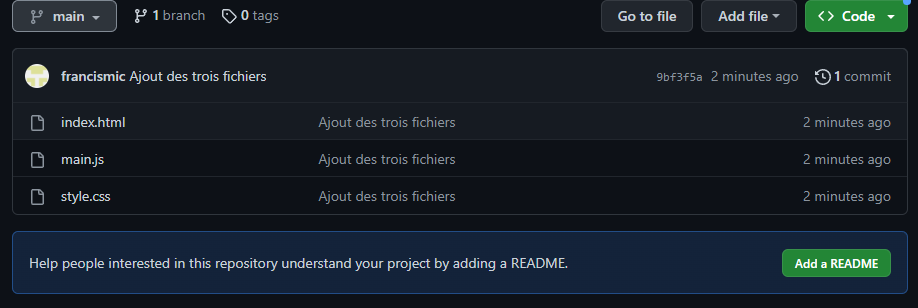 main 1 branch 0 tags Go to file Add file Code
francismic Ajout des trois fichiers 9bf3f5a 2 minutes ago 1 commit
index.html Ajout des trois fichiers 2 minutes ago
main.js Ajout des trois fichiers 2 minutes ago
style.css Ajout des trois fichiers 2 minutes ago
Help people interested in this repository understand your project by adding a README. Add a README